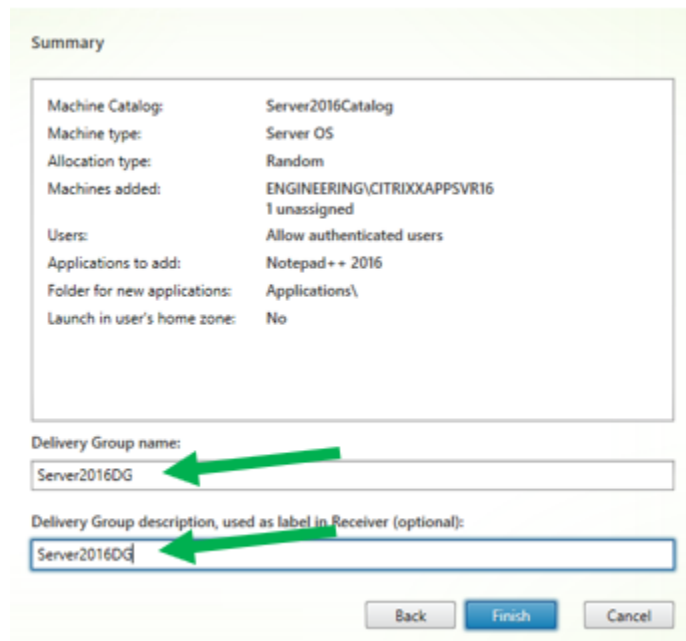 Summary
Machine Catalog: Server2016Catalog
Machine type: Server OS
Allocation type: Random
Machines added: ENGINEERING\CITRIXXAPPSVR16
1 unassigned
Users: Allow authenticated users
Applications to add: Notepad++ 2016
Folder for new applications: Applications\
Launch in user's home zone: No
Delivery Group name:
Server2016DG
Delivery Group description, used as label in Receiver (optional):
Server2016DG
Back Finish Cancel